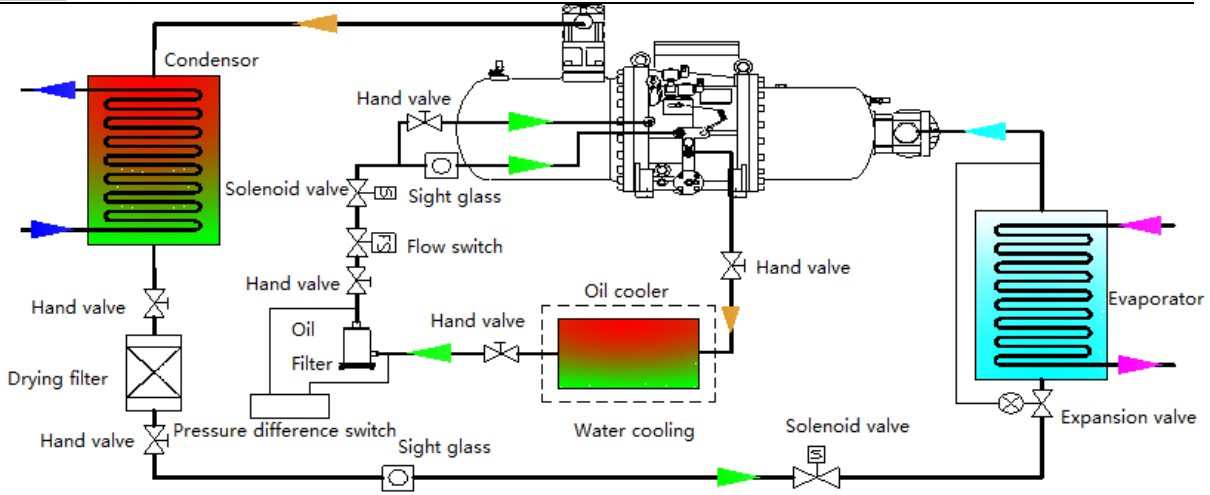 Condensor
Hand valve
Solenoid valve
Sight glass
S
Flow switch
FS
Hand valve
Hand valve
Oil cooler
Hand valve
Evaporator
Hand valve
Oil
Filter
Drying filter
Expansion valve
Hand valve
Pressure difference switch
Water cooling
Solenoid valve
Sight glass
S